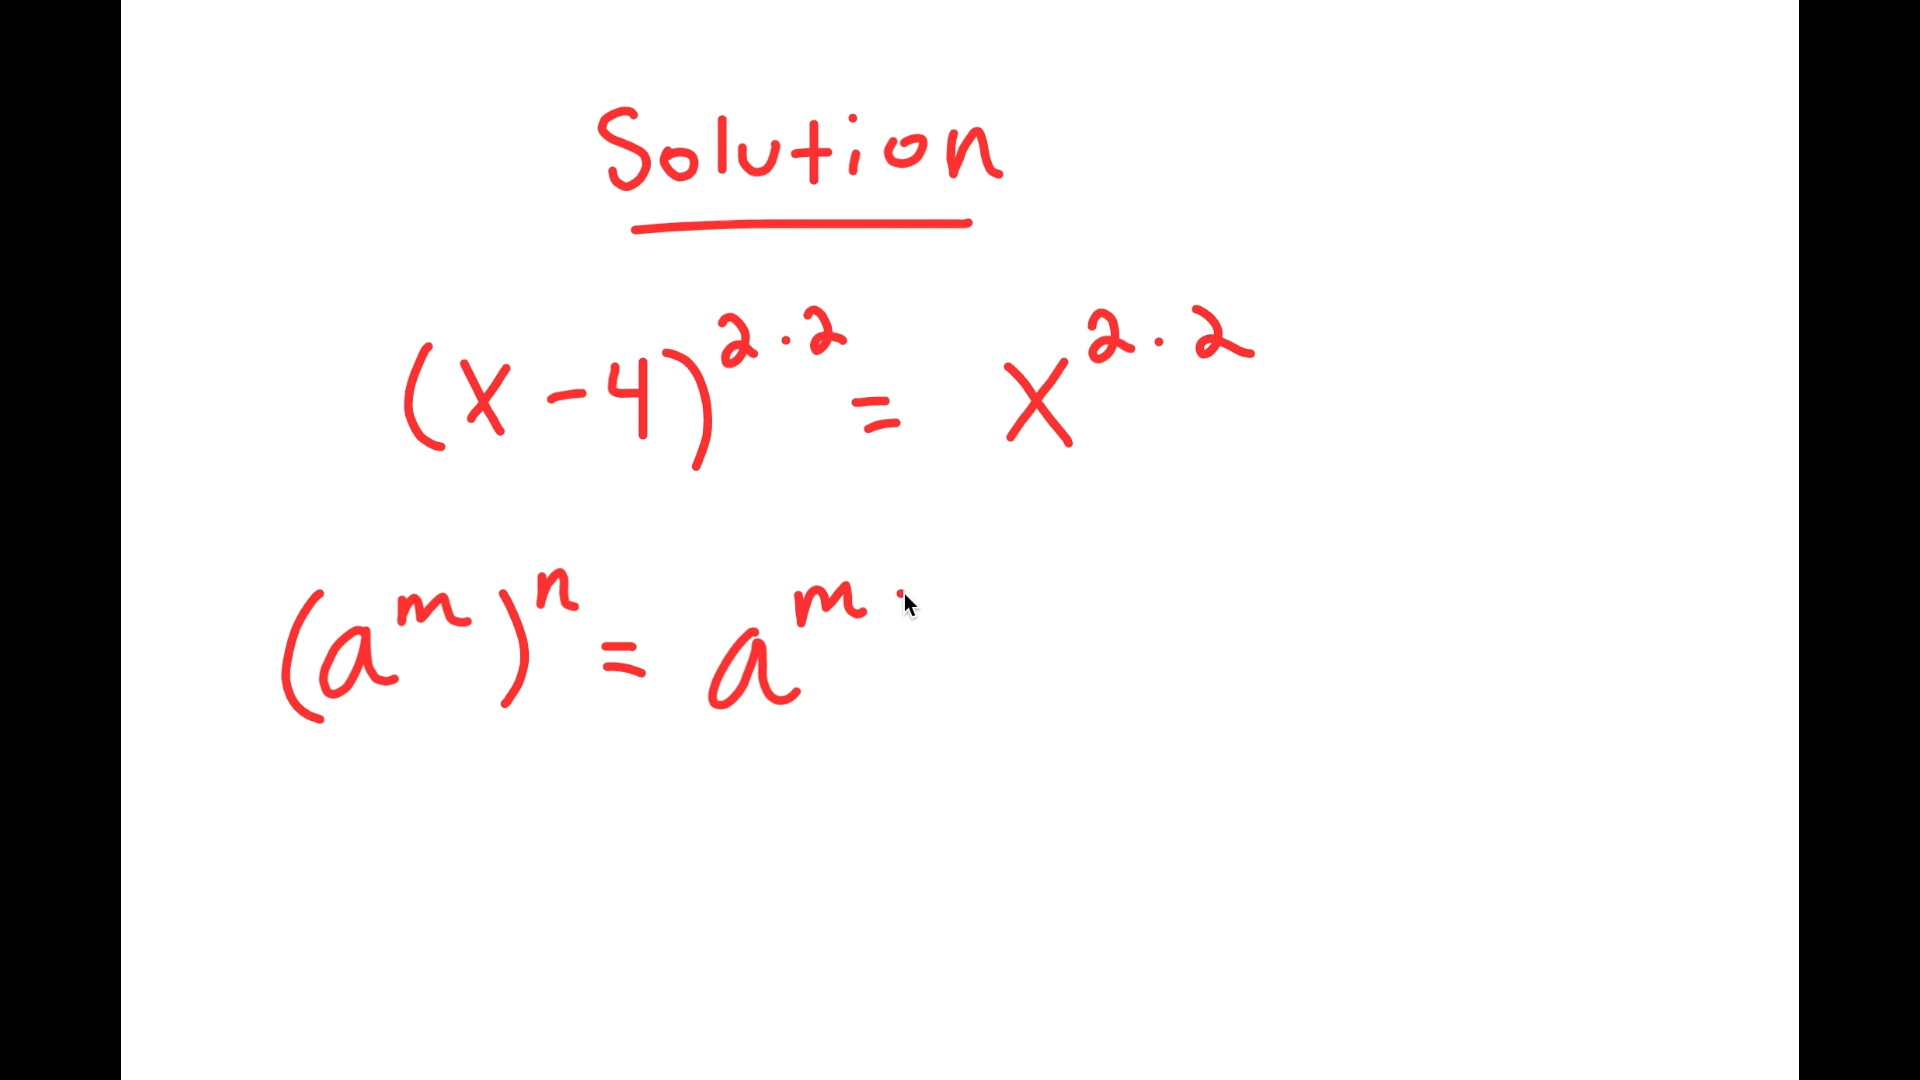 Solution
(x-4)^{2·2} = x^{2·2}
(a^m)^n = a^{m·